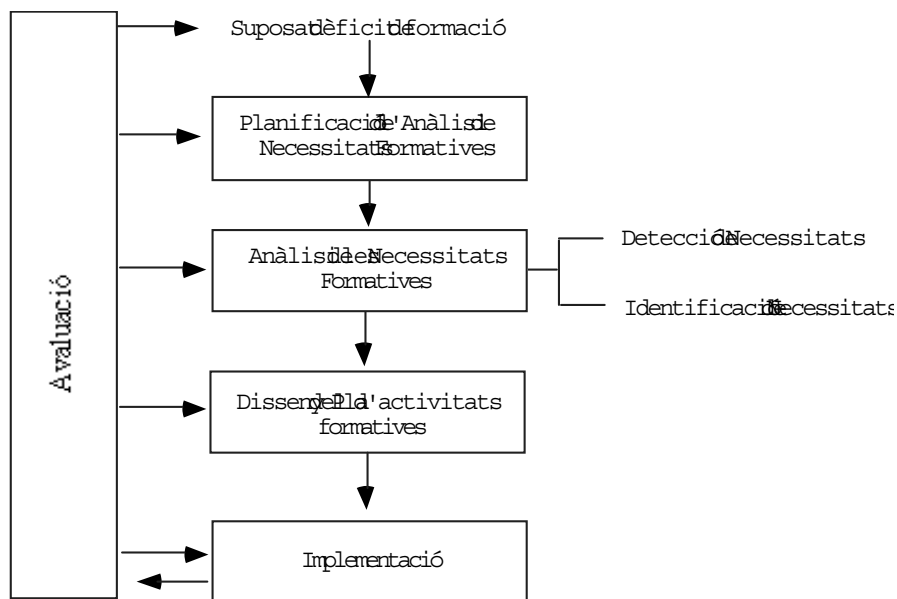 Suposat dèficit de formació
Planificació de l'Anàlisi de
Necessitats Formatives
Anàlisi de les Necessitats
Formatives
Detecció de Necessitats
Identificació de Necessitats
Avaluació
Disseny del Pla d'activitats
formatives
Implementació